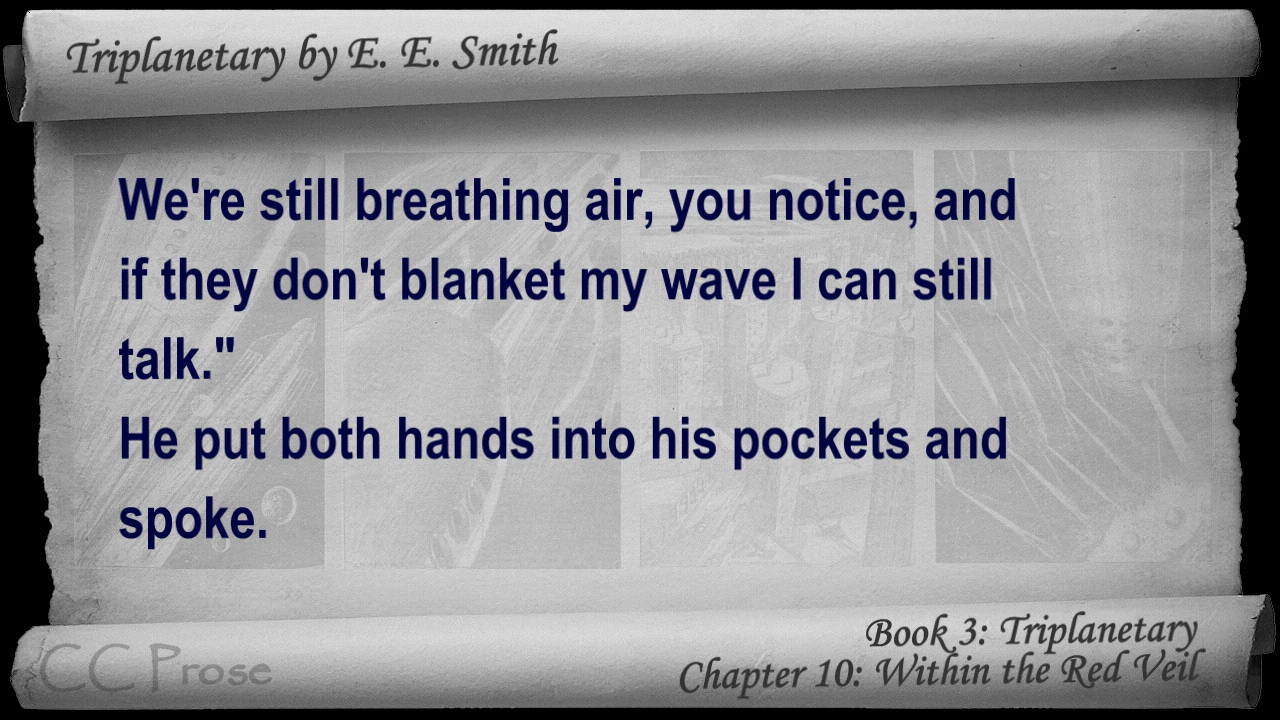 Triplanetary by E. E. Smith
We're still breathing air, you notice, and
if they don't blanket my wave I can still
talk."
He put both hands into his pockets and
spoke.
Book 3: Triplanetary
Chapter 10: Within the Red Veil
CC Prose